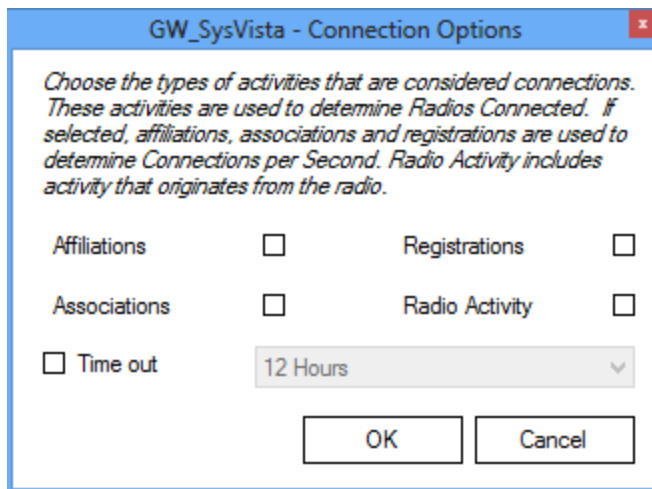 GW_SysVista - Connection Options
x
Choose the types of activities that are considered connections.
These activities are used to determine Radios Connected. If
selected, affiliations, associations and registrations are used to
determine Connections per Second. Radio Activity includes
activity that originates from the radio.
Affiliations Registrations
Associations Radio Activity
Time out 12 Hours
OK Cancel